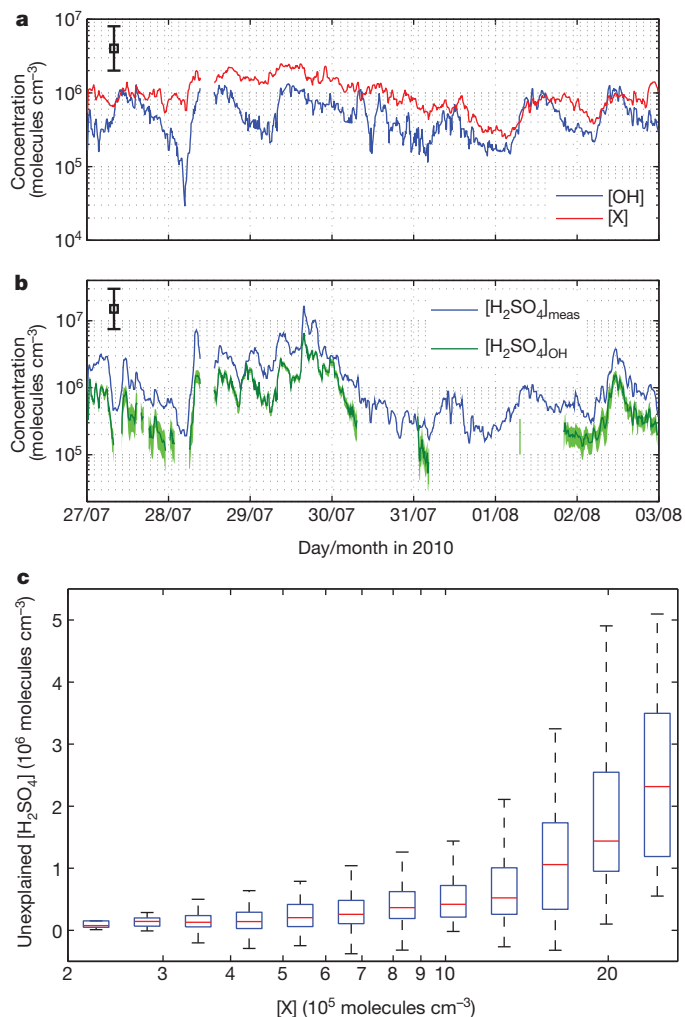 a
10⁷
10⁶
10⁵
10⁴
Concentration
(molecules cm⁻³)
[OH]
[X]
b
10⁷
10⁶
10⁵
Concentration
(molecules cm⁻³)
[H₂SO₄]meas
[H₂SO₄]OH
27/07 28/07 29/07 30/07 31/07 01/08 02/08 03/08
Day/month in 2010
c
5
4
3
2
1
0
Unexplained [H₂SO₄] (10⁶ molecules cm⁻³)
2 3 4 5 6 7 8 9 10 20
[X] (10⁵ molecules cm⁻³)